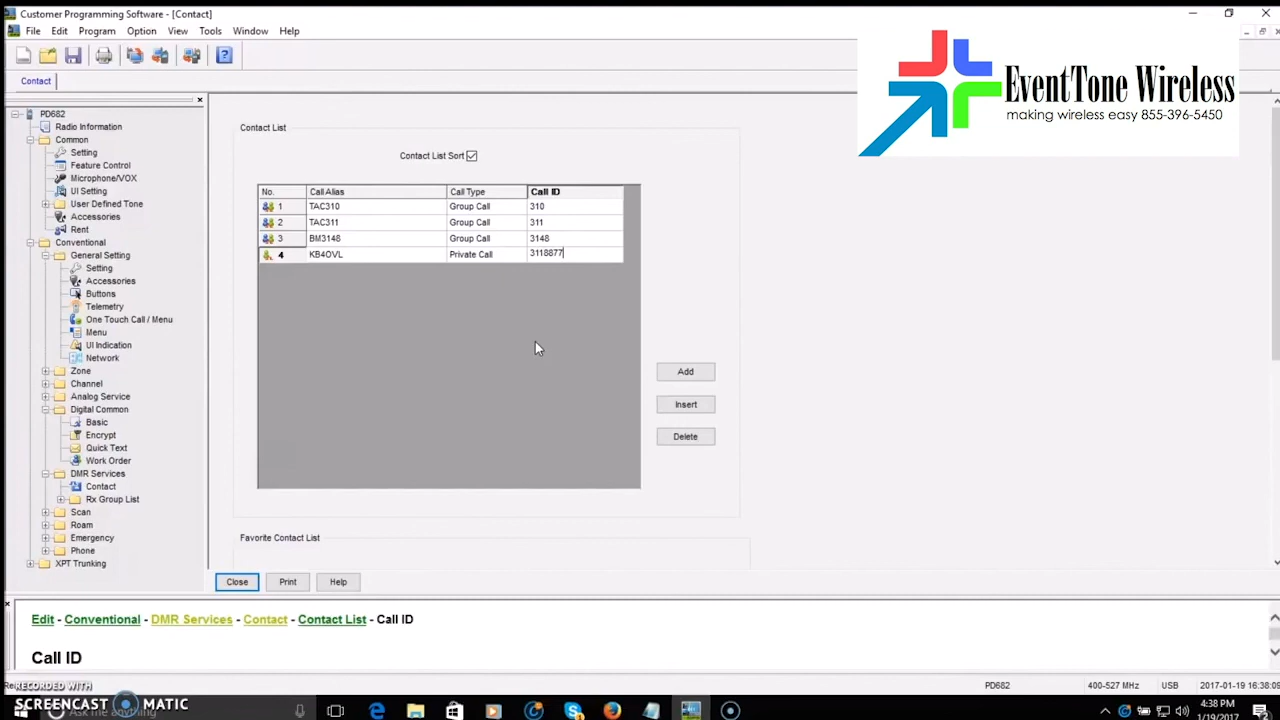 Customer Programming Software - [Contact]
File Edit Program Option View Tools Window Help
EventTone Wireless
making wireless easy 855-396-5450
Contact
PD682
Radio Information
Common
Setting
Feature Control
Microphone/VOX
UI Setting
User Defined Tone
Accessories
Rent
Conventional
General Setting
Setting
Accessories
Buttons
Telemetry
One Touch Call / Menu
Menu
UI Indication
Network
Zone
Channel
Analog Service
Digital Common
Basic
Encrypt
Quick Text
Work Order
DMR Services
Contact
Rx Group List
Scan
Roam
Emergency
Phone
XPT Trunking
Contact List
Contact List Sort
No. Call Alias Call Type Call ID
1 TAC310 Group Call 310
2 TAC311 Group Call 311
3 BM3148 Group Call 3148
4 KB4OVL Private Call 3118877
Add
Insert
Delete
Favorite Contact List
Close Print Help
Edit - Conventional - DMR Services - Contact - Contact List - Call ID
Call ID
PD682 400-527 MHz USB 2017-01-19 16:38:09
RECORDED WITH
SCREENCAST MATIC
4:38 PM
1/19/2017